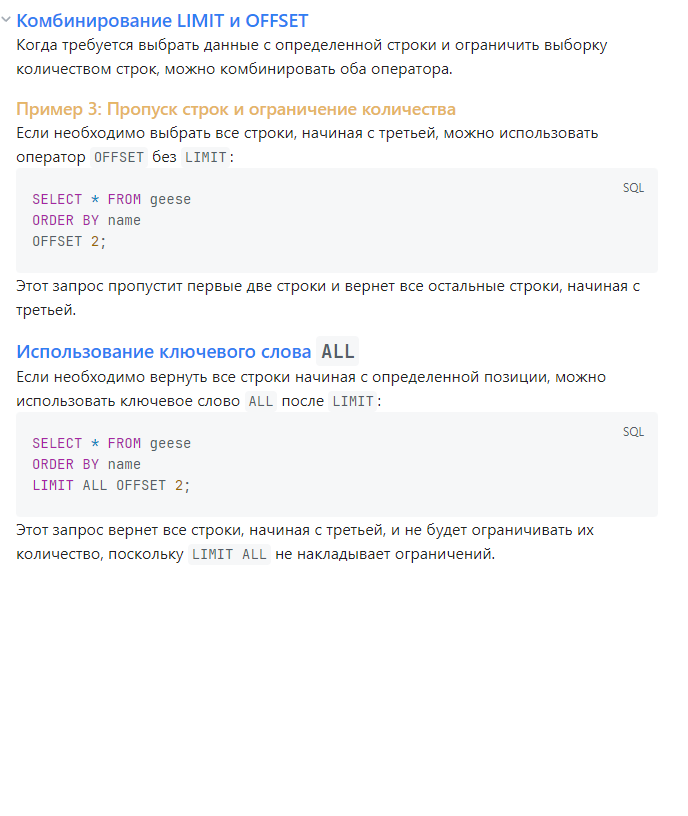 Комбинирование LIMIT и OFFSET
Когда требуется выбрать данные с определенной строки и ограничить выборку
количеством строк, можно комбинировать оба оператора.
Пример 3: Пропуск строк и ограничение количества
Если необходимо выбрать все строки, начиная с третьей, можно использовать
оператор OFFSET без LIMIT:
SQL
SELECT * FROM geese
ORDER BY name
OFFSET 2;
Этот запрос пропустит первые две строки и вернет все остальные строки, начиная с
третьей.
Использование ключевого слова ALL
Если необходимо вернуть все строки начиная с определенной позиции, можно
использовать ключевое слово ALL после LIMIT:
SQL
SELECT * FROM geese
ORDER BY name
LIMIT ALL OFFSET 2;
Этот запрос вернет все строки, начиная с третьей, и не будет ограничивать их
количество, поскольку LIMIT ALL не накладывает ограничений.